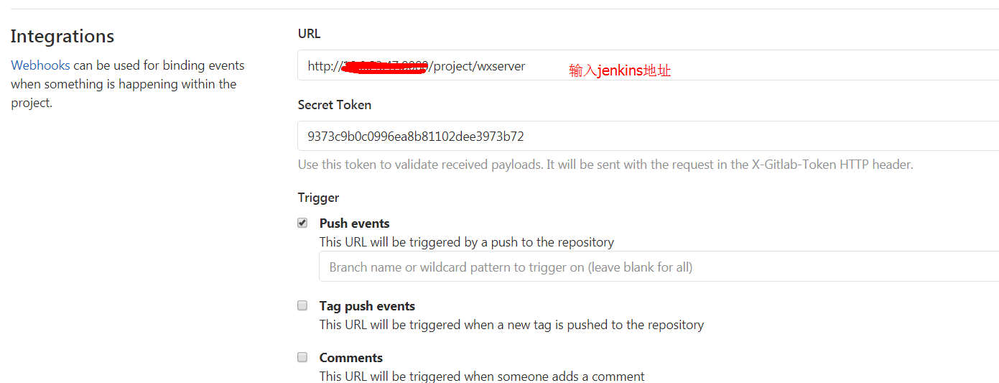 Integrations
Webhooks can be used for binding events
when something is happening within the
project.
URL
http:///project/wxserver
输入jenkins地址
Secret Token
9373c9b0c0996ea8b81102dee3973b72
Use this token to validate received payloads. It will be sent with the request in the X-Gitlab-Token HTTP header.
Trigger
Push events
This URL will be triggered by a push to the repository
Branch name or wildcard pattern to trigger on (leave blank for all)
Tag push events
This URL will be triggered when a new tag is pushed to the repository
Comments
This URL will be triggered when someone adds a comment